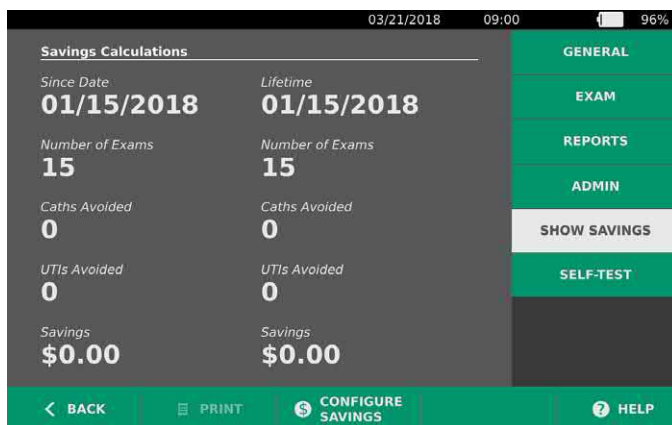 03/21/2018 09:00 96%
Savings Calculations
Since Date
01/15/2018
Number of Exams
15
Caths Avoided
0
UTIs Avoided
0
Savings
$0.00
Lifetime
01/15/2018
Number of Exams
15
Caths Avoided
0
UTIs Avoided
0
Savings
$0.00
GENERAL
EXAM
REPORTS
ADMIN
SHOW SAVINGS
SELF-TEST
BACK
PRINT
$ CONFIGURE
SAVINGS
? HELP